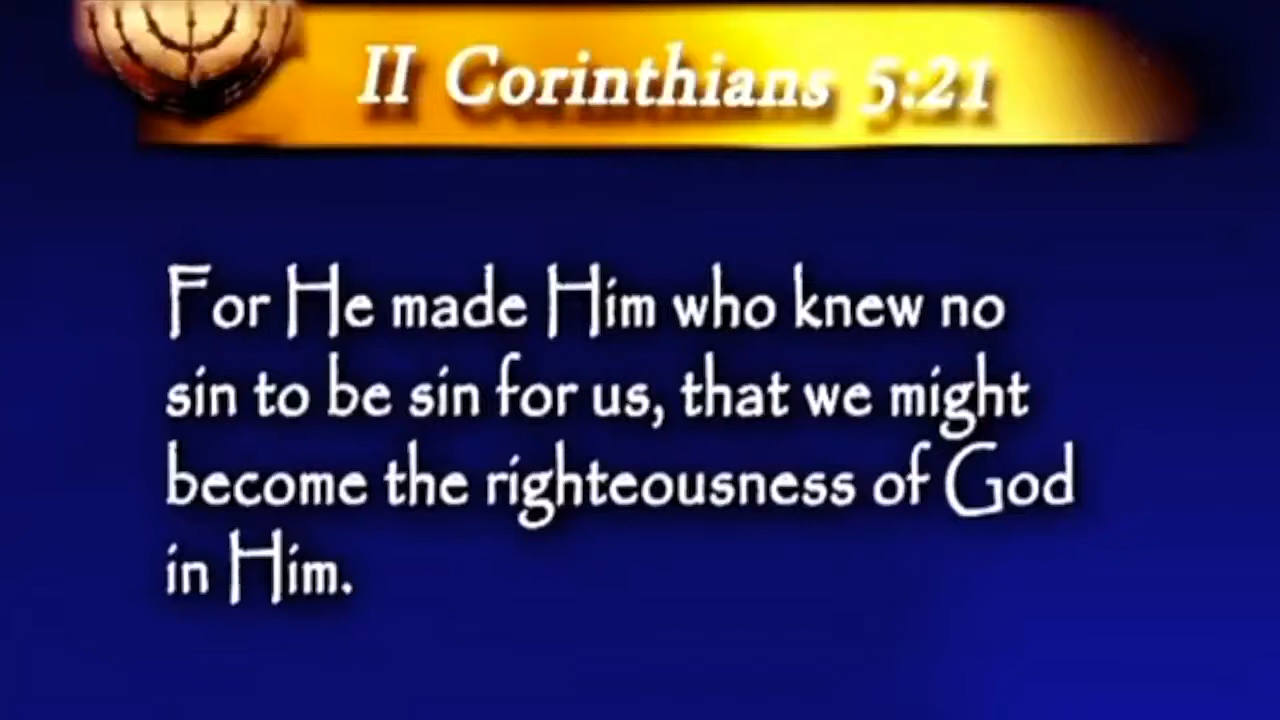 II Corinthians 5:21
For He made Him who knew no
sin to be sin for us, that we might
become the righteousness of God
in Him.